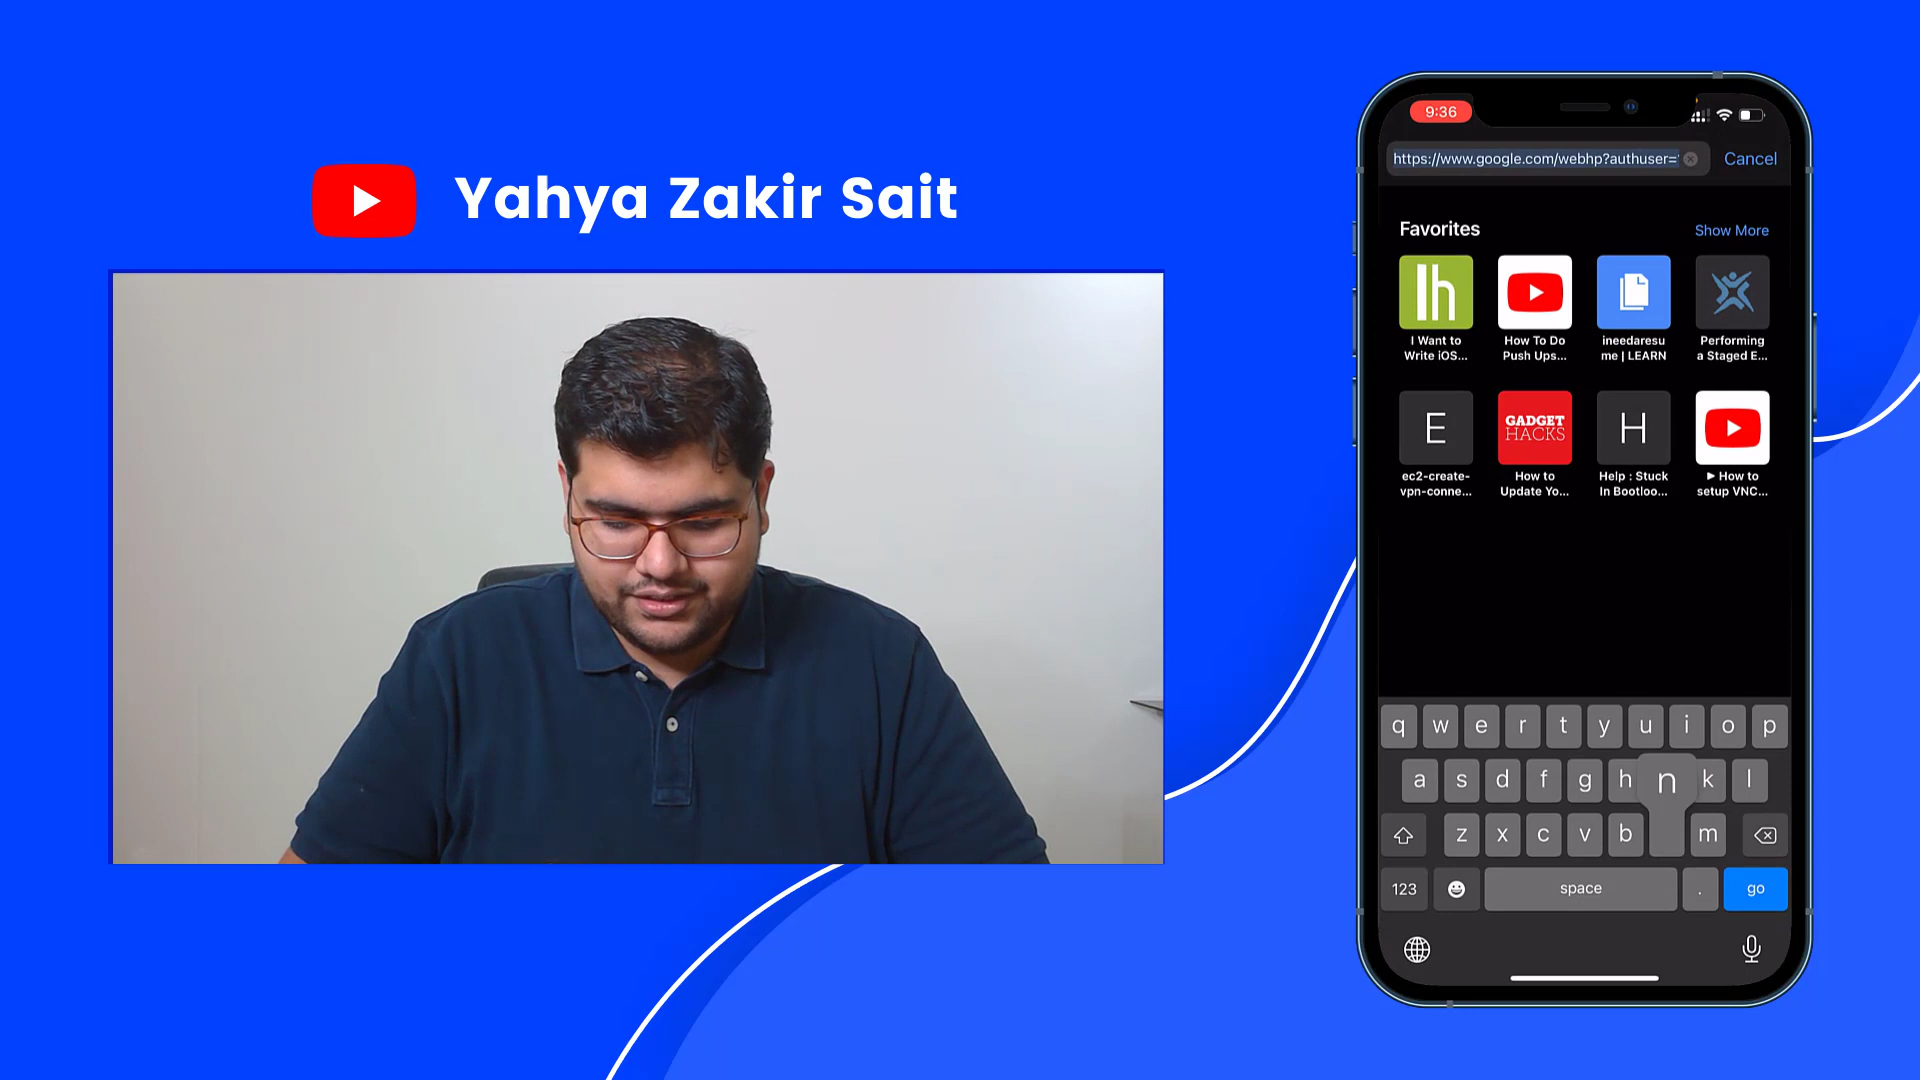 Yahya Zakir Sait
9:36
https://www.google.com/webhp?authuser=
Cancel
Favorites
Show More
I Want to
Write iOS...
How To Do
Push Ups...
ineedaresu
me | LEARN
Performing
a Staged E...
E
GADGET
HACKS
H
ec2-create-
vpn-conne...
How to
Update Yo...
Help : Stuck
In Bootloo...
▶ How to
setup VNC...
q w e r t y u i o p
a s d f g h n k l
z x c v b m
123
space
.
go